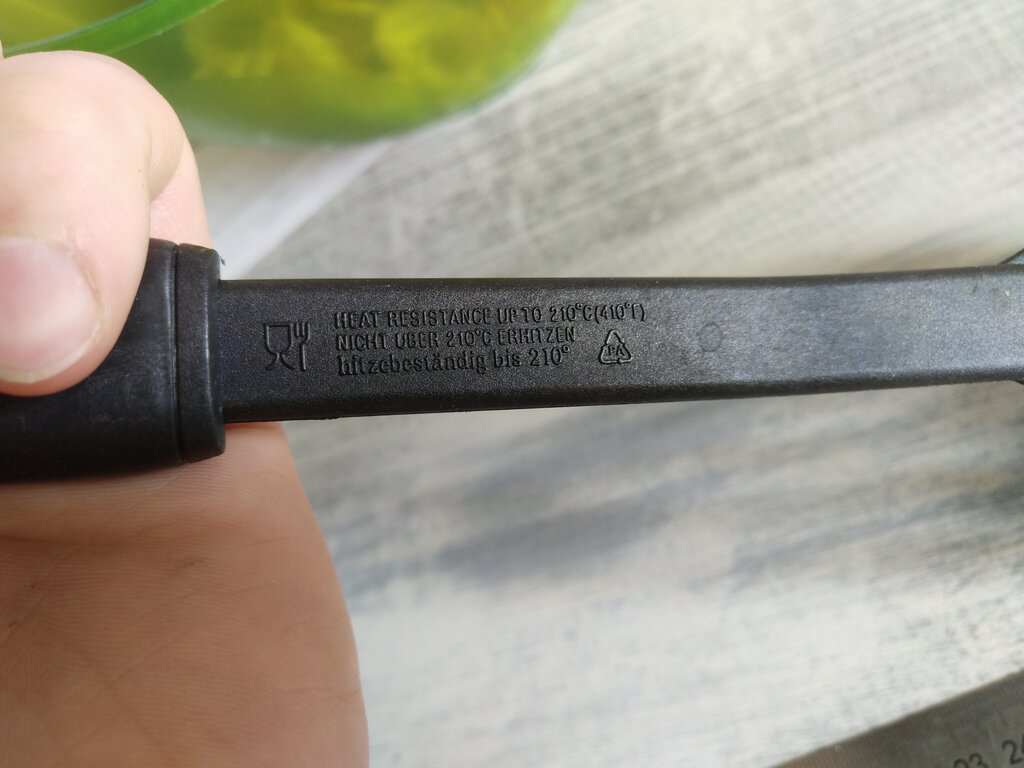 HEAT RESISTANCE UP TO 210°C(410°F)
NICHT ÜBER 210°C ERHITZEN
hitzebeständig bis 210°
PA